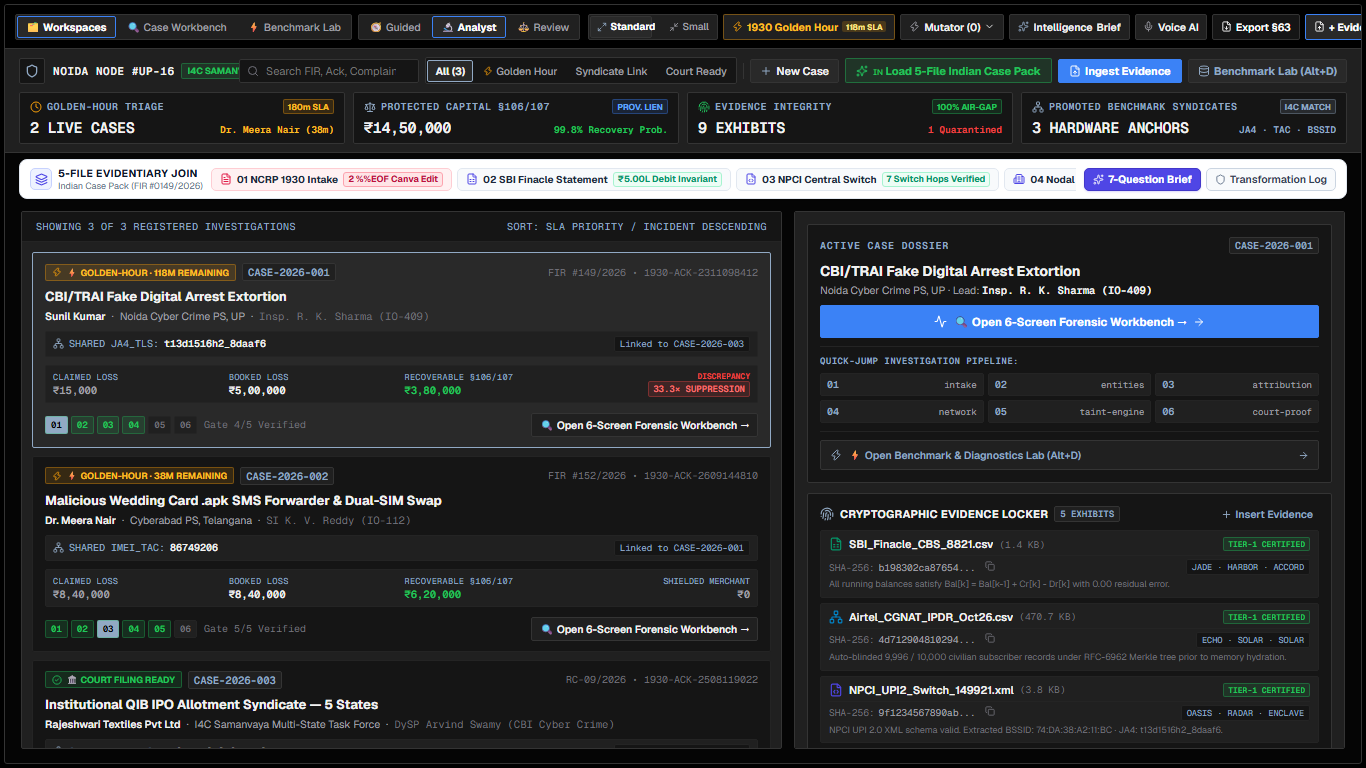 Workspaces Case Workbench Benchmark Lab Guided Analyst Review Standard Small 1930 Golden Hour 118m SLA Mutator (0) Intelligence Brief Voice AI Export §63 + Evid
NOIDA NODE #UP-16 I4C SAMAN Search FIR, Ack, Complain All (3) Golden Hour Syndicate Link Court Ready + New Case IN Load 5-File Indian Case Pack Ingest Evidence Benchmark Lab (Alt+D)
GOLDEN-HOUR TRIAGE 180m SLA
2 LIVE CASES Dr. Meera Nair (38m)
PROTECTED CAPITAL §106/107 PROV. LIEN
₹14,50,000 99.8% Recovery Prob.
EVIDENCE INTEGRITY 100% AIR-GAP
9 EXHIBITS 1 Quarantined
PROMOTED BENCHMARK SYNDICATES I4C MATCH
3 HARDWARE ANCHORS JA4 · TAC · BSSID
5-FILE EVIDENTIARY JOIN
Indian Case Pack (FIR #0149/2026)
01 NCRP 1930 Intake 2 %%EOF Canva Edit 02 SBI Finacle Statement ₹5.00L Debit Invariant 03 NPCI Central Switch 7 Switch Hops Verified 04 Nodal 7-Question Brief Transformation Log
SHOWING 3 OF 3 REGISTERED INVESTIGATIONS SORT: SLA PRIORITY / INCIDENT DESCENDING
GOLDEN-HOUR · 118M REMAINING CASE-2026-001 FIR #149/2026 • 1930-ACK-2311098412
CBI/TRAI Fake Digital Arrest Extortion
Sunil Kumar · Noida Cyber Crime PS, UP · Insp. R. K. Sharma (IO-409)
SHARED JA4_TLS: t13d1516h2_8daaf6 Linked to CASE-2026-003
CLAIMED LOSS BOOKED LOSS RECOVERABLE §106/107 DISCREPANCY
₹15,000 ₹5,00,000 ₹3,80,000 33.3× SUPPRESSION
01 02 03 04 05 06 Gate 4/5 Verified Open 6-Screen Forensic Workbench →
GOLDEN-HOUR · 38M REMAINING CASE-2026-002 FIR #152/2026 • 1930-ACK-2609144810
Malicious Wedding Card .apk SMS Forwarder & Dual-SIM Swap
Dr. Meera Nair · Cyberabad PS, Telangana · SI K. V. Reddy (IO-112)
SHARED IMEI_TAC: 86749206 Linked to CASE-2026-001
CLAIMED LOSS BOOKED LOSS RECOVERABLE §106/107 SHIELDED MERCHANT
₹8,40,000 ₹8,40,000 ₹6,20,000 ₹0
01 02 03 04 05 06 Gate 5/5 Verified Open 6-Screen Forensic Workbench →
COURT FILING READY CASE-2026-003 RC-09/2026 • 1930-ACK-2508119022
Institutional QIB IPO Allotment Syndicate — 5 States
Rajeshwari Textiles Pvt Ltd · I4C Samanvaya Multi-State Task Force · DySP Arvind Swamy (CBI Cyber Crime)
ACTIVE CASE DOSSIER CASE-2026-001
CBI/TRAI Fake Digital Arrest Extortion
Noida Cyber Crime PS, UP · Lead: Insp. R. K. Sharma (IO-409)
Open 6-Screen Forensic Workbench → →
QUICK-JUMP INVESTIGATION PIPELINE:
01 intake 02 entities 03 attribution
04 network 05 taint-engine 06 court-proof
Open Benchmark & Diagnostics Lab (Alt+D) →
CRYPTOGRAPHIC EVIDENCE LOCKER 5 EXHIBITS + Insert Evidence
SBI_Finacle_CBS_8821.csv (1.4 KB) TIER-1 CERTIFIED
SHA-256: b198302ca87654... JADE · HARBOR · ACCORD
All running balances satisfy Bal[k] = Bal[k-1] + Cr[k] - Dr[k] with 0.00 residual error.
Airtel_CGNAT_IPDR_Oct26.csv (470.7 KB) TIER-1 CERTIFIED
SHA-256: 4d712904810294... ECHO · SOLAR · SOLAR
Auto-blinded 9,996 / 10,000 civilian subscriber records under RFC-6962 Merkle tree prior to memory hydration.
NPCI_UPI2_Switch_149921.xml (3.8 KB) TIER-1 CERTIFIED
SHA-256: 9f1234567890ab... OASIS · RADAR · ENCLAVE
NPCI UPI 2.0 XML schema valid. Extracted BSSID: 74:DA:38:A2:11:BC · JA4: t13d1516h2_8daaf6.